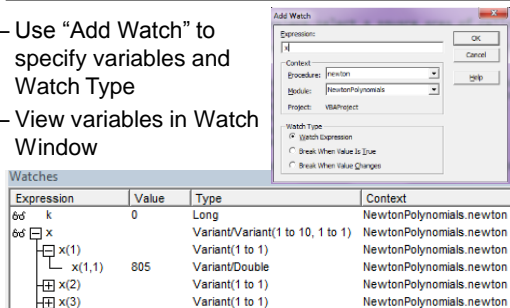 – Use “Add Watch” to
specify variables and
Watch Type
– View variables in Watch
Window
Add Watch
Expression:
x
OK
Cancel
Help
Context
Procedure: newton
Module: NewtonPolynomials
Project: VBAProject
Watch Type
Watch Expression
Break When Value Is True
Break When Value Changes
Watches
Expression Value Type Context
k 0 Long NewtonPolynomials.newton
x Variant/Variant(1 to 10, 1 to 1) NewtonPolynomials.newton
x(1) Variant(1 to 1) NewtonPolynomials.newton
x(1,1) 805 Variant/Double NewtonPolynomials.newton
x(2) Variant(1 to 1) NewtonPolynomials.newton
x(3) Variant(1 to 1) NewtonPolynomials.newton